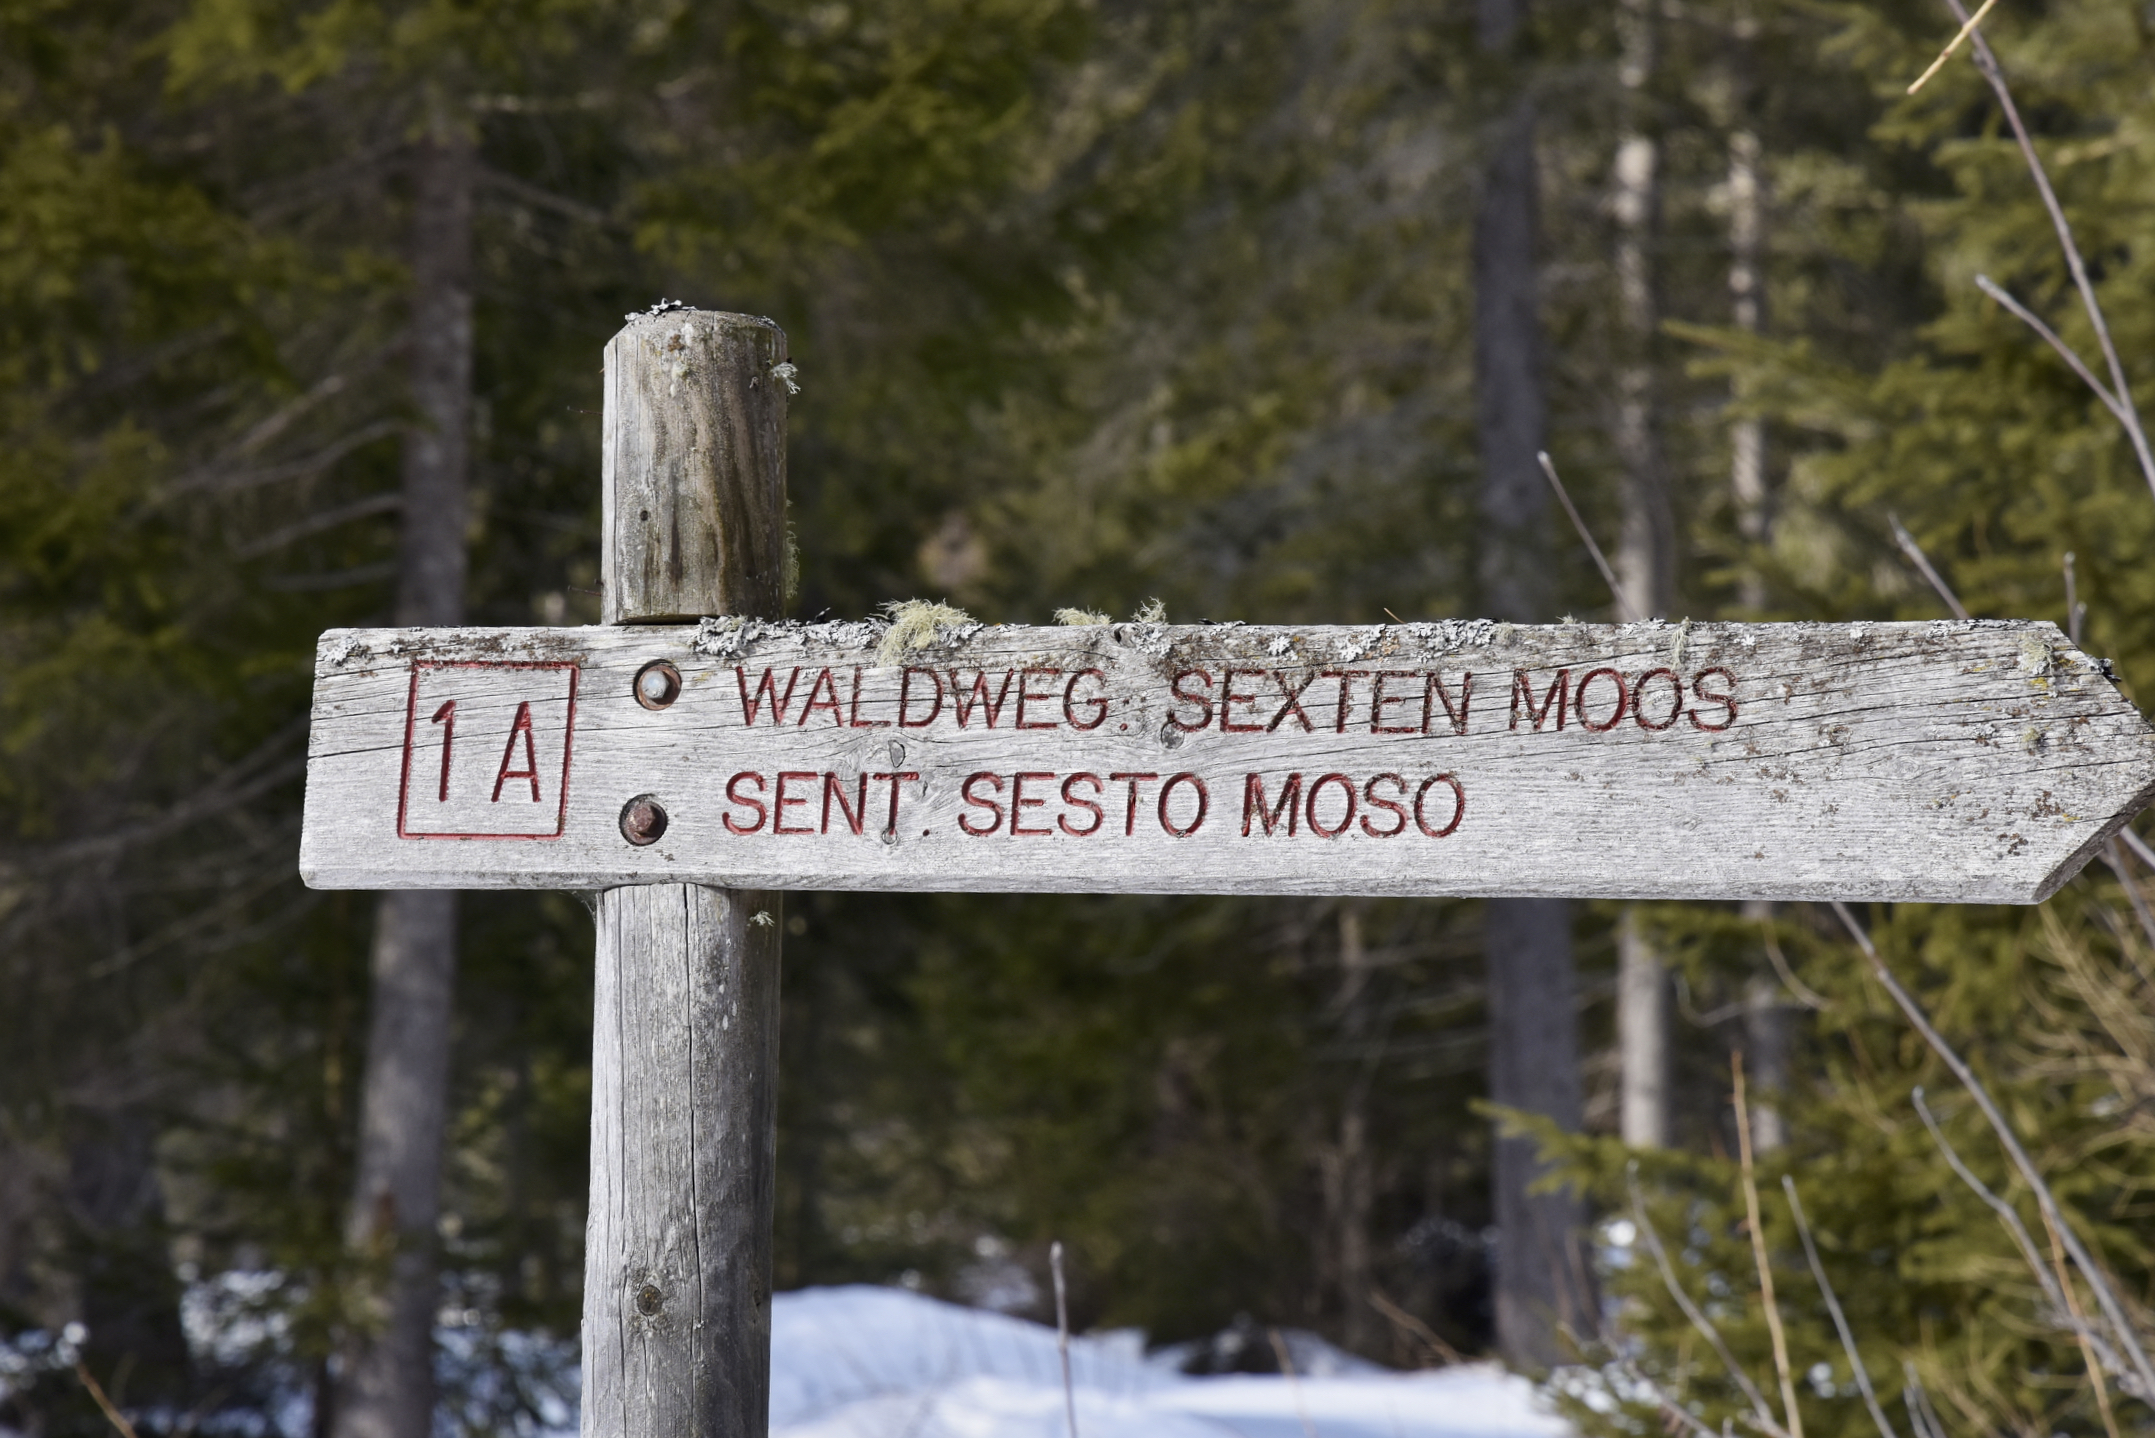 1 A
WALDWEG: SEXTEN MOOS
SENT. SESTO MOSO